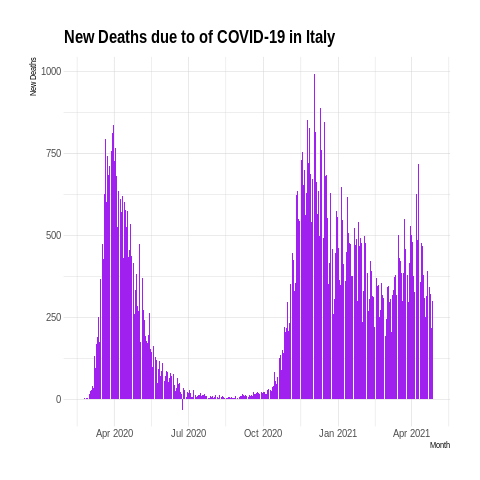 New Deaths due to of COVID-19 in Italy
New Deaths
1000
750
500
250
0
Apr 2020 Jul 2020 Oct 2020 Jan 2021 Apr 2021
Month